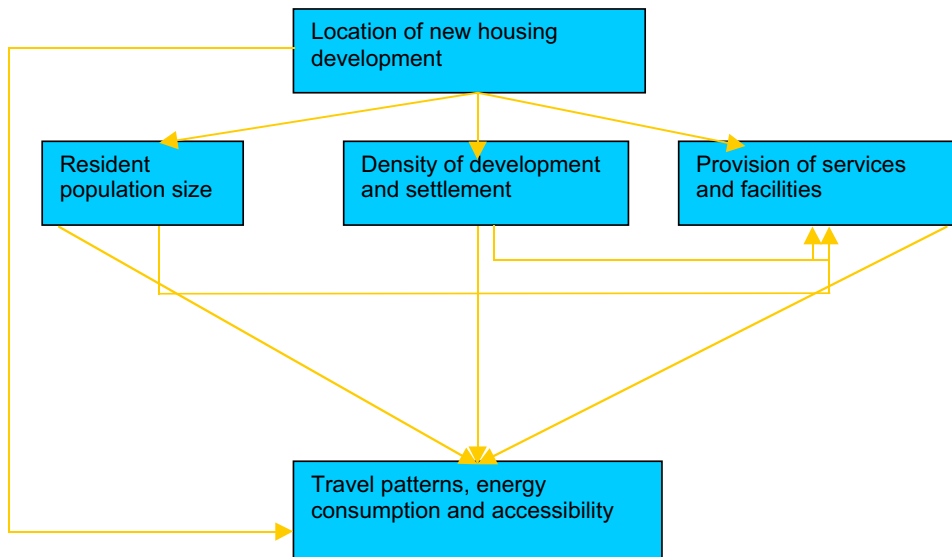 Location of new housing
development
Resident
population size
Density of development
and settlement
Provision of services
and facilities
Travel patterns, energy
consumption and accessibility